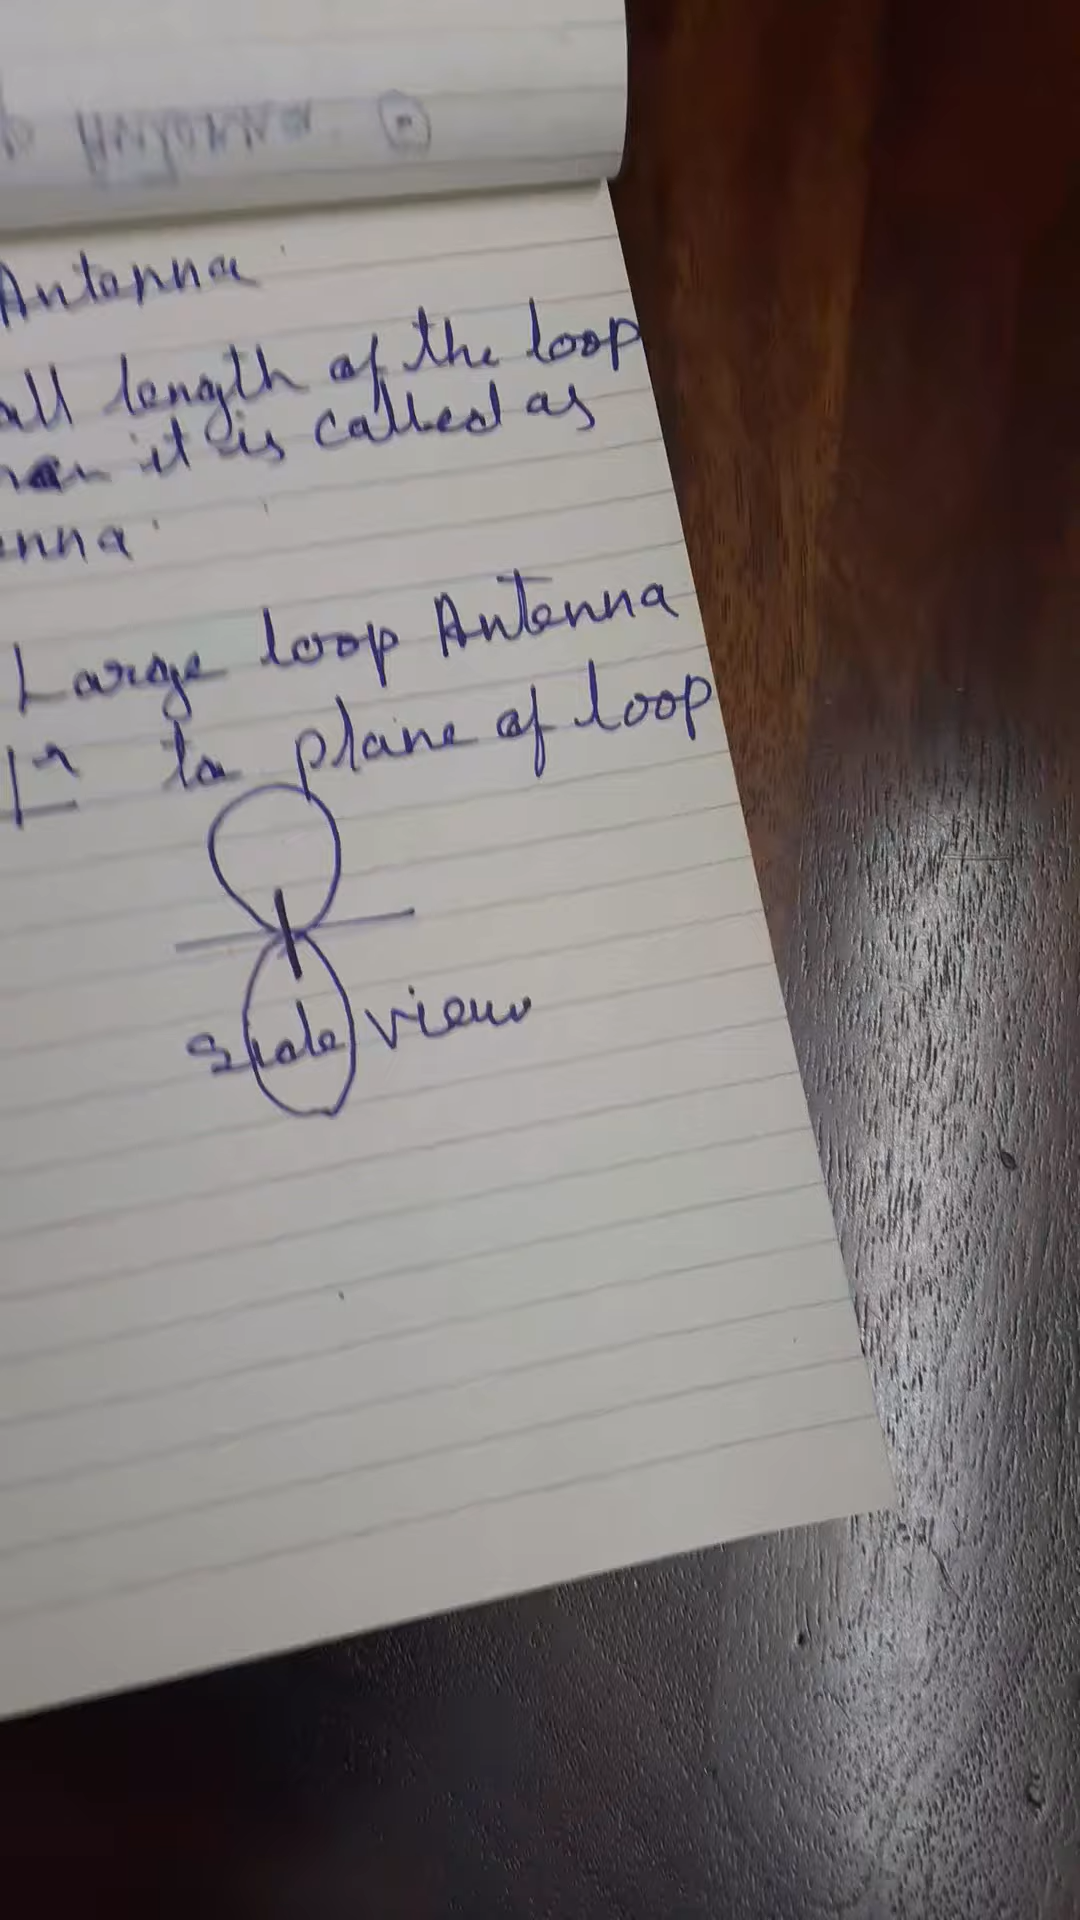 Antenna
all length of the loop
it is called as
enna
Large loop Antenna
to plane of loop
Side view